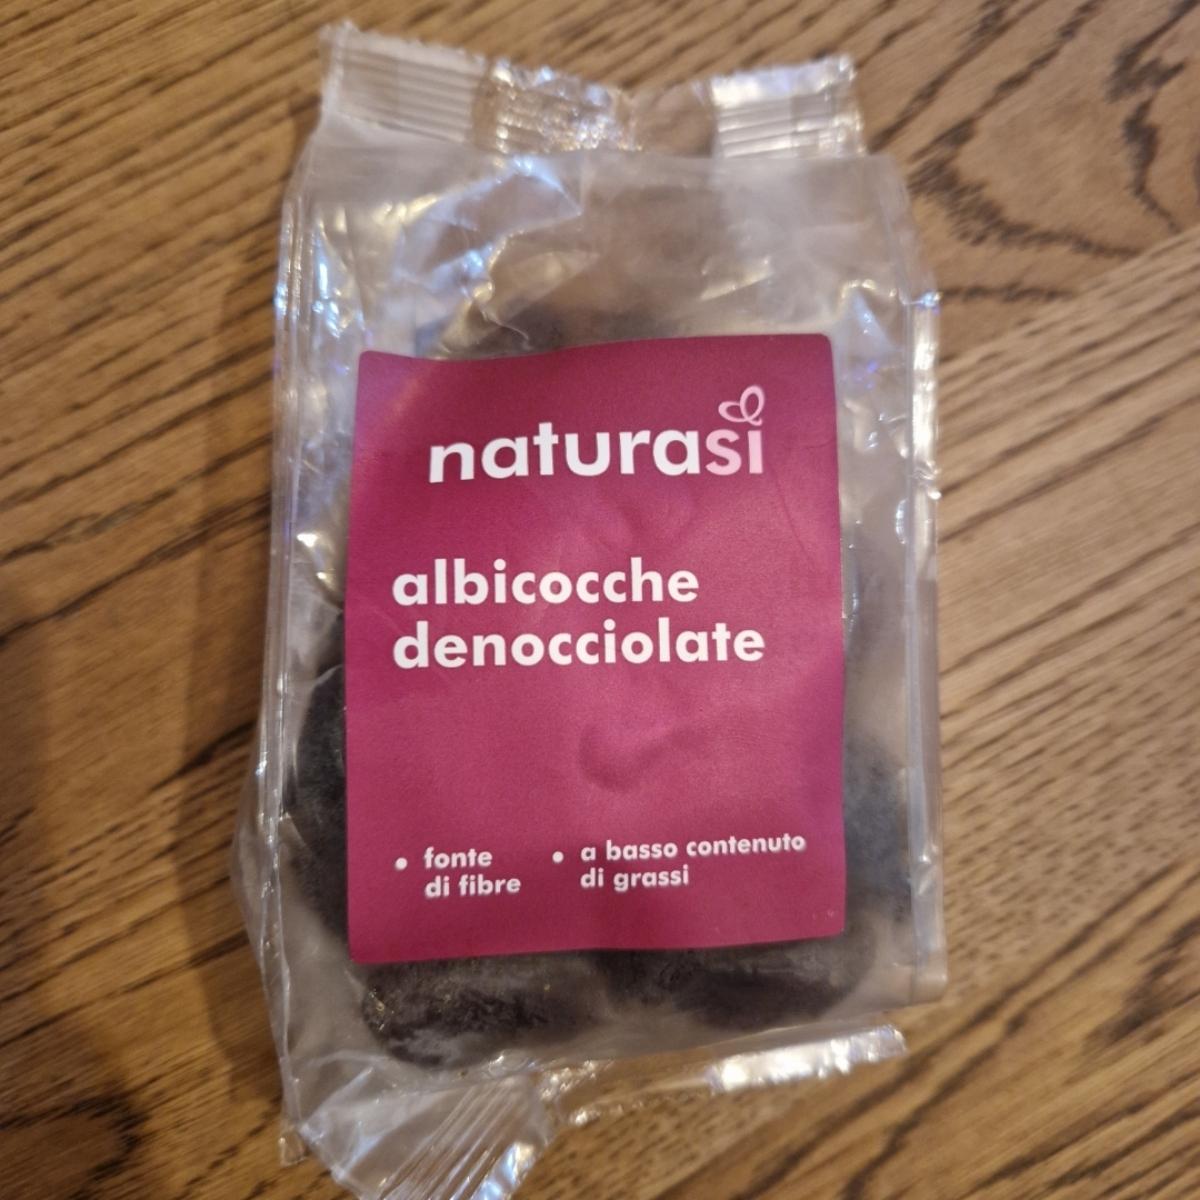 naturasì
albicocche
denocciolate
• fonte
di fibre
• a basso contenuto
di grassi